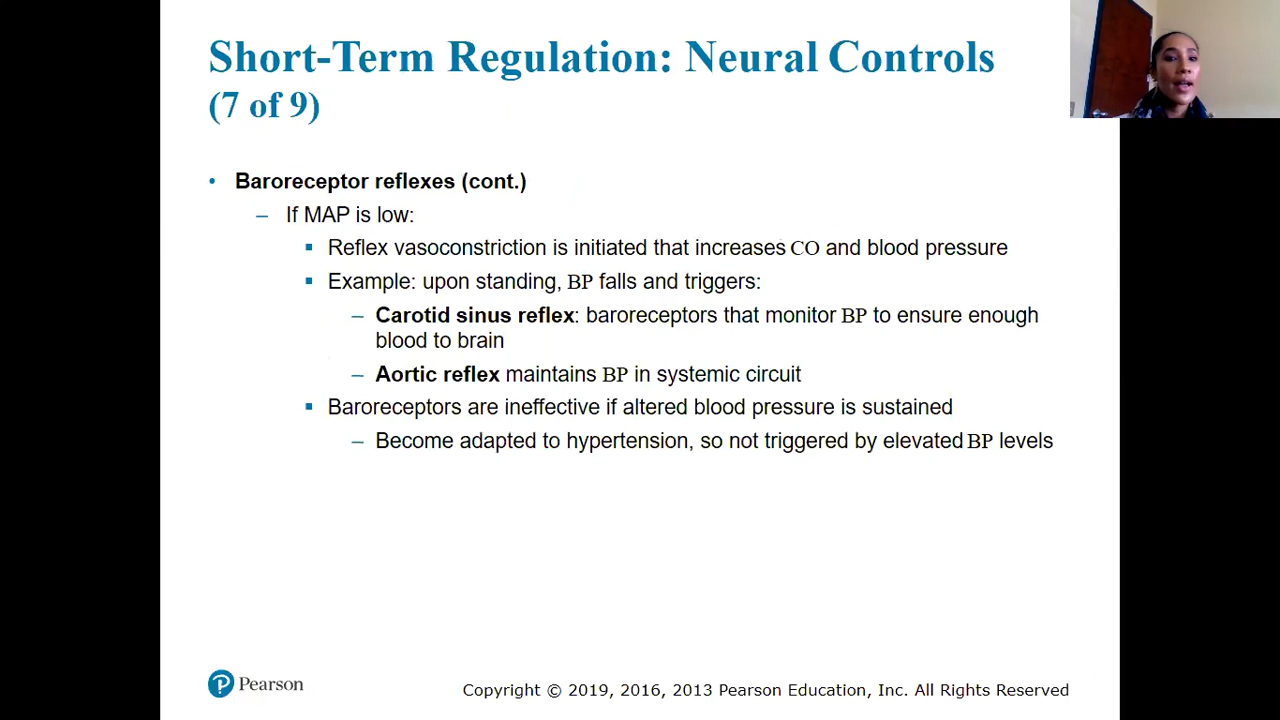 Short-Term Regulation: Neural Controls
(7 of 9)
• Baroreceptor reflexes (cont.)
– If MAP is low:
▪ Reflex vasoconstriction is initiated that increases CO and blood pressure
▪ Example: upon standing, BP falls and triggers:
– Carotid sinus reflex: baroreceptors that monitor BP to ensure enough
blood to brain
– Aortic reflex maintains BP in systemic circuit
▪ Baroreceptors are ineffective if altered blood pressure is sustained
– Become adapted to hypertension, so not triggered by elevated BP levels
P Pearson
Copyright © 2019, 2016, 2013 Pearson Education, Inc. All Rights Reserved